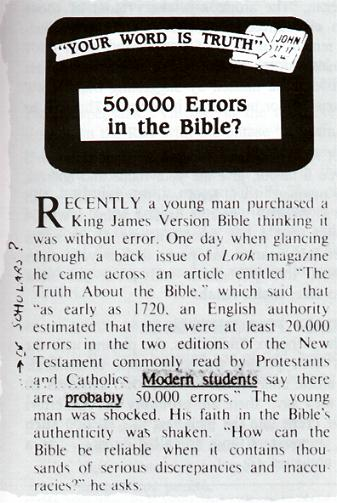 "YOUR WORD IS TRUTH"
JOHN
17:17
50,000 Errors
in the Bible?
SCHOLARS?
RECENTLY a young man purchased a
King James Version Bible thinking it
was without error. One day when glancing
through a back issue of Look magazine
he came across an article entitled "The
Truth About the Bible," which said that
"as early as 1720, an English authority
estimated that there were at least 20,000
errors in the two editions of the New
Testament commonly read by Protestants
and Catholics. Modern students say there
are probably 50,000 errors." The young
man was shocked. His faith in the Bible's
authenticity was shaken. "How can the
Bible be reliable when it contains thou-
sands of serious discrepancies and inaccu-
racies?" he asks.